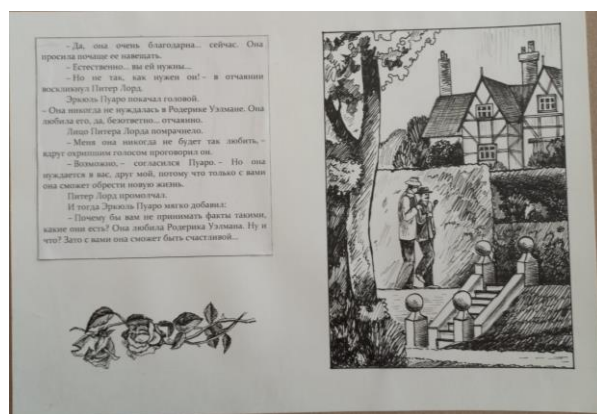 – Да, она очень благодарна... сейчас. Она
просила почаще ее навещать.
– Естественно... вы ей нужны...
– Но не так, как нужен он! – в отчаянии
воскликнул Питер Лорд.
Эркюль Пуаро покачал головой.
– Она никогда не нуждалась в Родерике Уэлмане. Она
любила его, да, безответно... отчаянно.
Лицо Питера Лорда помрачнело.
– Меня она никогда не будет так любить, –
вдруг охрипшим голосом проговорил он.
– Возможно, – согласился Пуаро. – Но она
нуждается в вас, друг мой, потому что только с вами
она сможет обрести новую жизнь.
Питер Лорд промолчал.
И тогда Эркюль Пуаро мягко добавил:
– Почему бы вам не принимать факты такими,
какие они есть? Она любила Родерика Уэлмана. Ну и
что? Зато с вами она сможет быть счастливой...